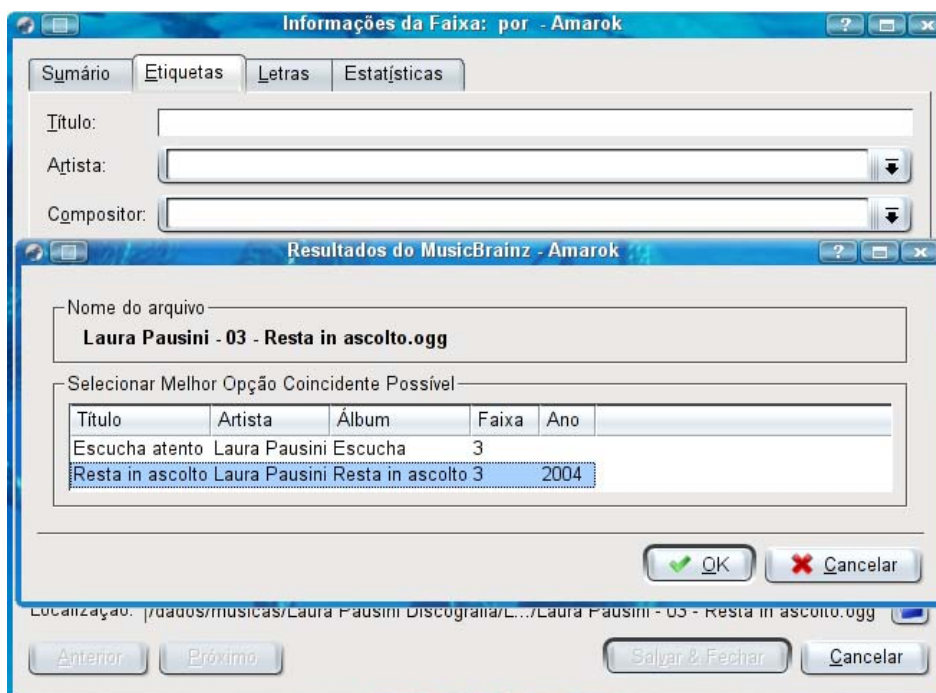 Informações da Faixa: por - Amarok
Sumário Etiquetas Letras Estatísticas
Título:
Artista:
Compositor:
Resultados do MusicBrainz - Amarok
Nome do arquivo
Laura Pausini - 03 - Resta in ascolto.ogg
Selecionar Melhor Opção Coincidente Possível
Título Artista Álbum Faixa Ano
Escucha atento Laura Pausini Escucha 3
Resta in ascolto Laura Pausini Resta in ascolto 3 2004
OK Cancelar
Localização: /dados/musicas/Laura Pausini Discografia/L.../Laura Pausini - 03 - Resta in ascolto.ogg
Anterior Próximo Salvar & Fechar Cancelar